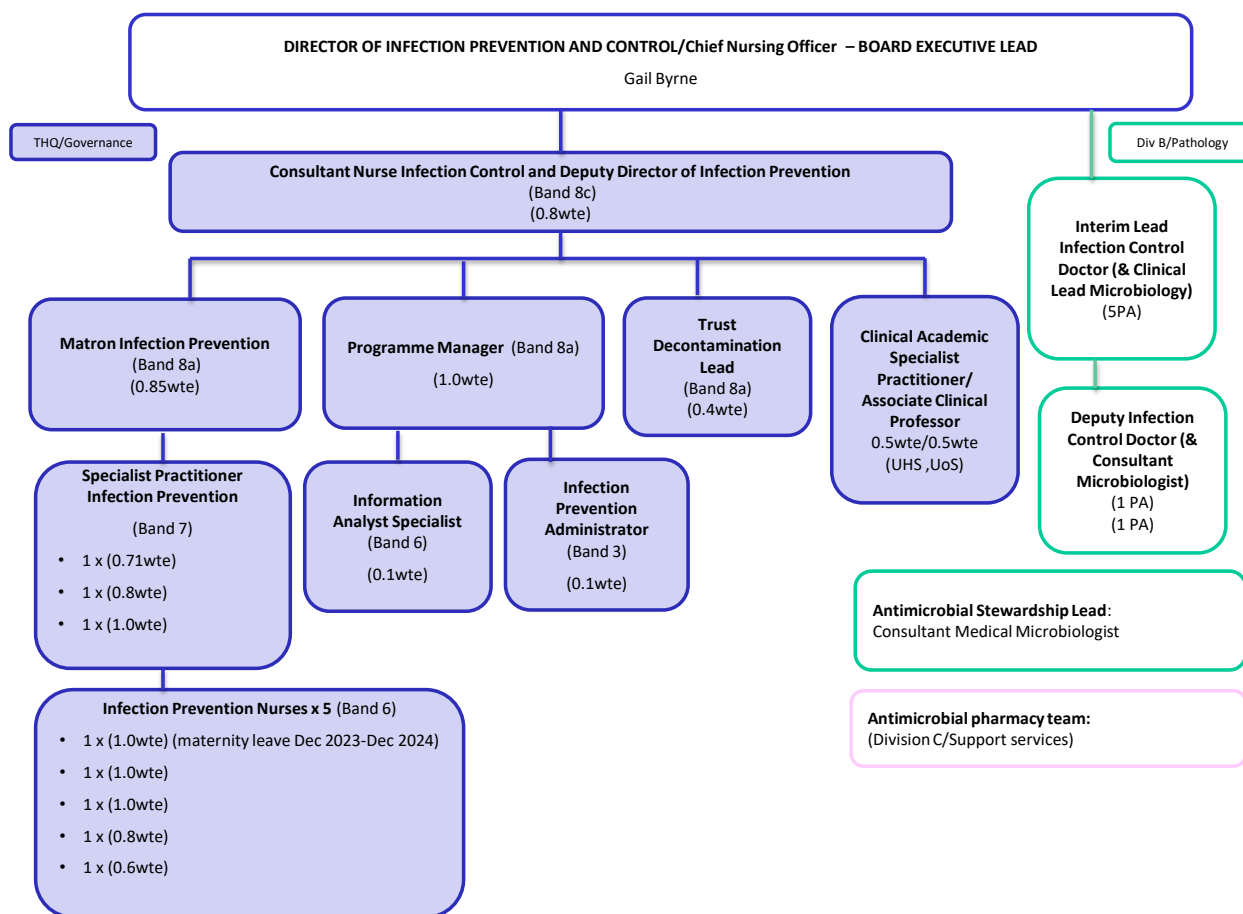 DIRECTOR OF INFECTION PREVENTION AND CONTROL/Chief Nursing Officer – BOARD EXECUTIVE LEAD
Gail Byrne
THQ/Governance
Div B/Pathology
Consultant Nurse Infection Control and Deputy Director of Infection Prevention
(Band 8c)
(0.8wte)
Interim Lead
Infection Control
Doctor (& Clinical
Lead Microbiology)
(5PA)
Matron Infection Prevention
(Band 8a)
(0.85wte)
Programme Manager (Band 8a)
(1.0wte)
Trust
Decontamination
Lead
(Band 8a)
(0.4wte)
Clinical Academic
Specialist
Practitioner/
Associate Clinical
Professor
0.5wte/0.5wte
(UHS ,UoS)
Deputy Infection
Control Doctor (&
Consultant
Microbiologist)
(1 PA)
(1 PA)
Specialist Practitioner
Infection Prevention
(Band 7)
• 1 x (0.71wte)
• 1 x (0.8wte)
• 1 x (1.0wte)
Information
Analyst Specialist
(Band 6)
(0.1wte)
Infection
Prevention
Administrator
(Band 3)
(0.1wte)
Antimicrobial Stewardship Lead:
Consultant Medical Microbiologist
Infection Prevention Nurses x 5 (Band 6)
• 1 x (1.0wte) (maternity leave Dec 2023-Dec 2024)
• 1 x (1.0wte)
• 1 x (1.0wte)
• 1 x (0.8wte)
• 1 x (0.6wte)
Antimicrobial pharmacy team:
(Division C/Support services)